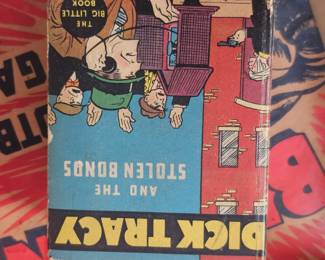 DICK TRACY
AND THE
STOLEN BONDS
THE
BIG LITTLE
BOOK